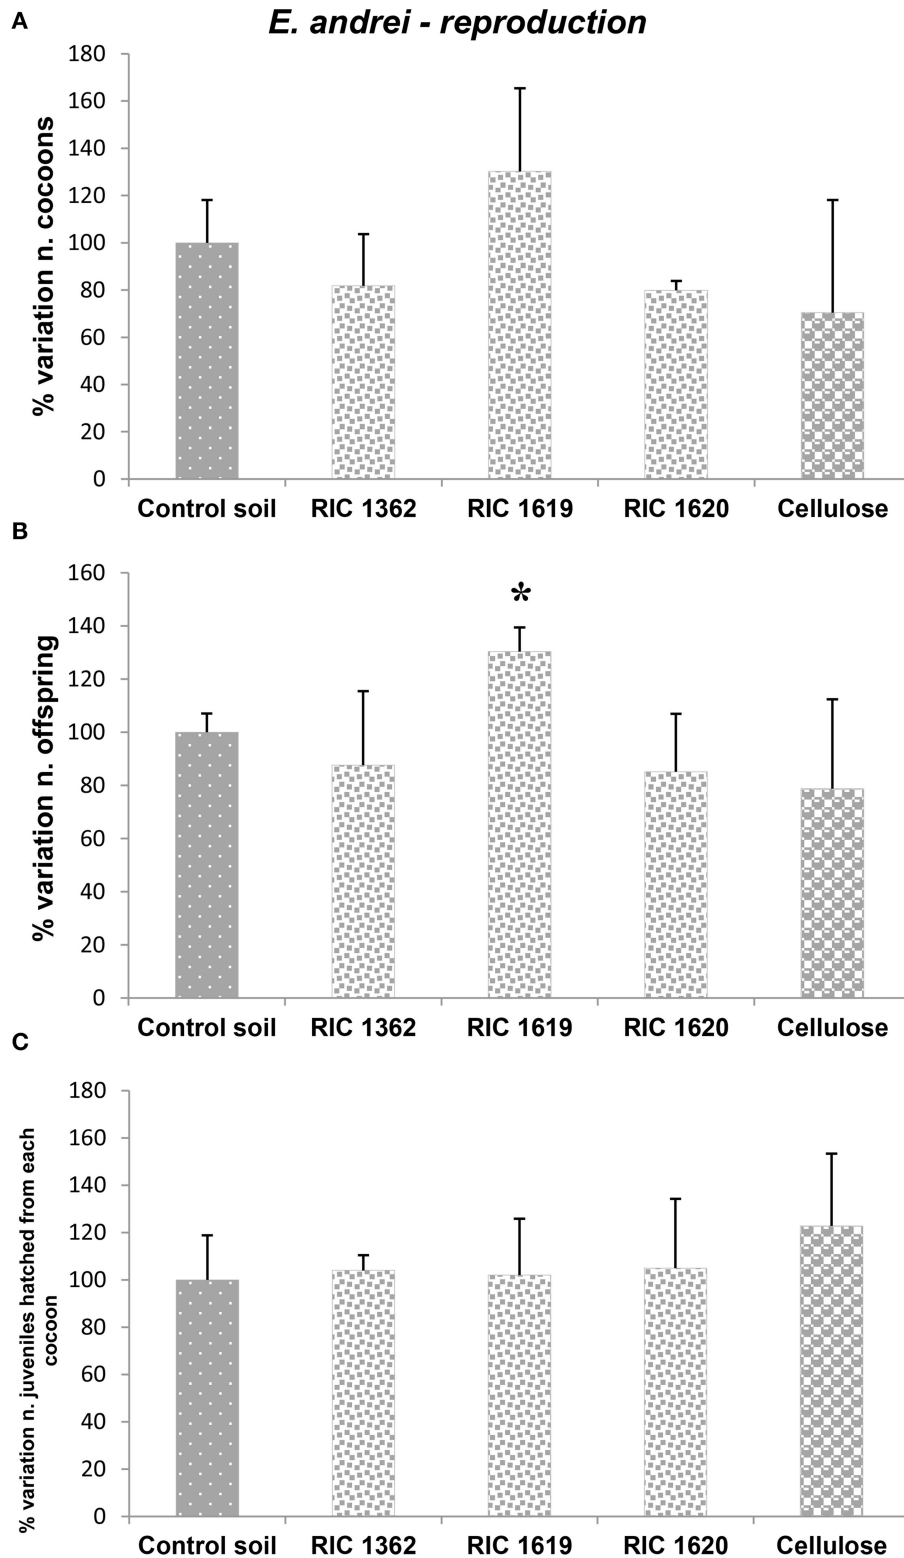 A
E. andrei - reproduction
% variation n. cocoons
180
160
140
120
100
80
60
40
20
0
Control soil RIC 1362 RIC 1619 RIC 1620 Cellulose
B
% variation n. offspring
160
140
120
100
80
60
40
20
0
*
Control soil RIC 1362 RIC 1619 RIC 1620 Cellulose
C
% variation n. juveniles hatched from each
cocoon
180
160
140
120
100
80
60
40
20
0
Control soil RIC 1362 RIC 1619 RIC 1620 Cellulose